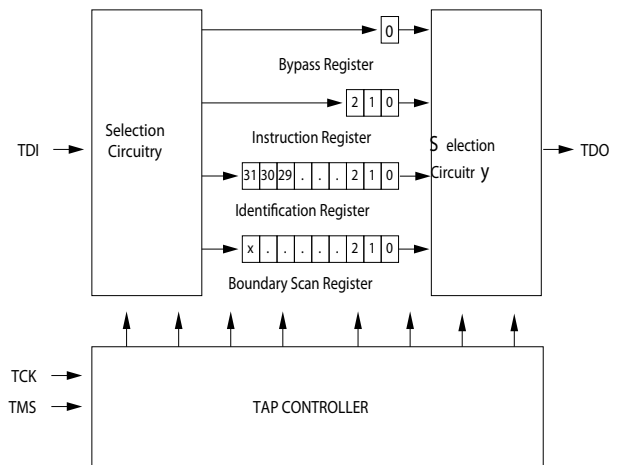 0
Bypass Register
2 1 0
Selection
Circuitry
Instruction Register
S election
Circuitr y
TDI
TDO
31 30 29 . . . 2 1 0
Identification Register
x . . . . . 2 1 0
Boundary Scan Register
TCK
TMS
TAP CONTROLLER